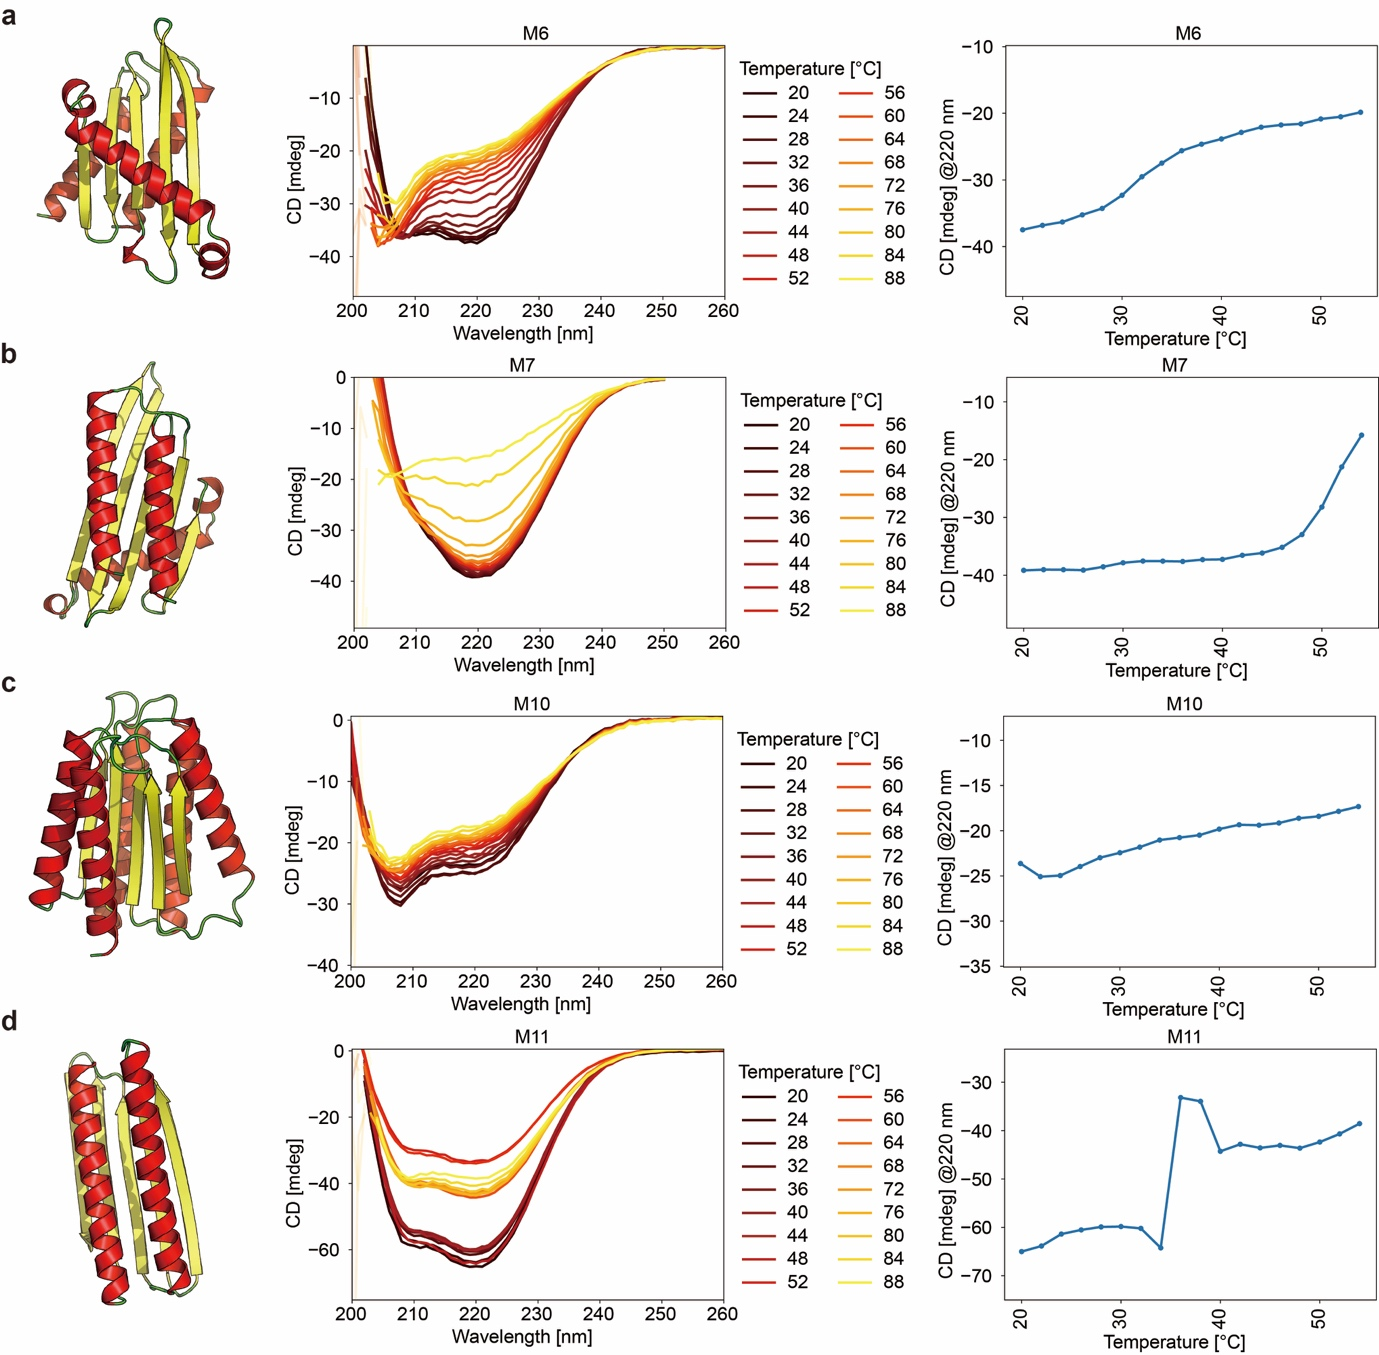 a
M6
M6
CD [mdeg]
−10
−20
−30
−40
200 210 220 230 240 250 260
Wavelength [nm]
Temperature [°C]
20 56
24 60
28 64
32 68
36 72
40 76
44 80
48 84
52 88
CD [mdeg] @220 nm
−10
−20
−30
−40
20 30 40 50
Temperature [°C]
b
M7
M7
CD [mdeg]
0
−10
−20
−30
−40
200 210 220 230 240 250 260
Wavelength [nm]
Temperature [°C]
20 56
24 60
28 64
32 68
36 72
40 76
44 80
48 84
52 88
CD [mdeg] @220 nm
−10
−20
−30
−40
20 30 40 50
Temperature [°C]
c
M10
M10
CD [mdeg]
0
−10
−20
−30
−40
200 210 220 230 240 250 260
Wavelength [nm]
Temperature [°C]
20 56
24 60
28 64
32 68
36 72
40 76
44 80
48 84
52 88
CD [mdeg] @220 nm
−10
−15
−20
−25
−30
−35
20 30 40 50
Temperature [°C]
d
M11
M11
CD [mdeg]
0
−20
−40
−60
200 210 220 230 240 250 260
Wavelength [nm]
Temperature [°C]
20 56
24 60
28 64
32 68
36 72
40 76
44 80
48 84
52 88
CD [mdeg] @220 nm
−30
−40
−50
−60
−70
20 30 40 50
Temperature [°C]